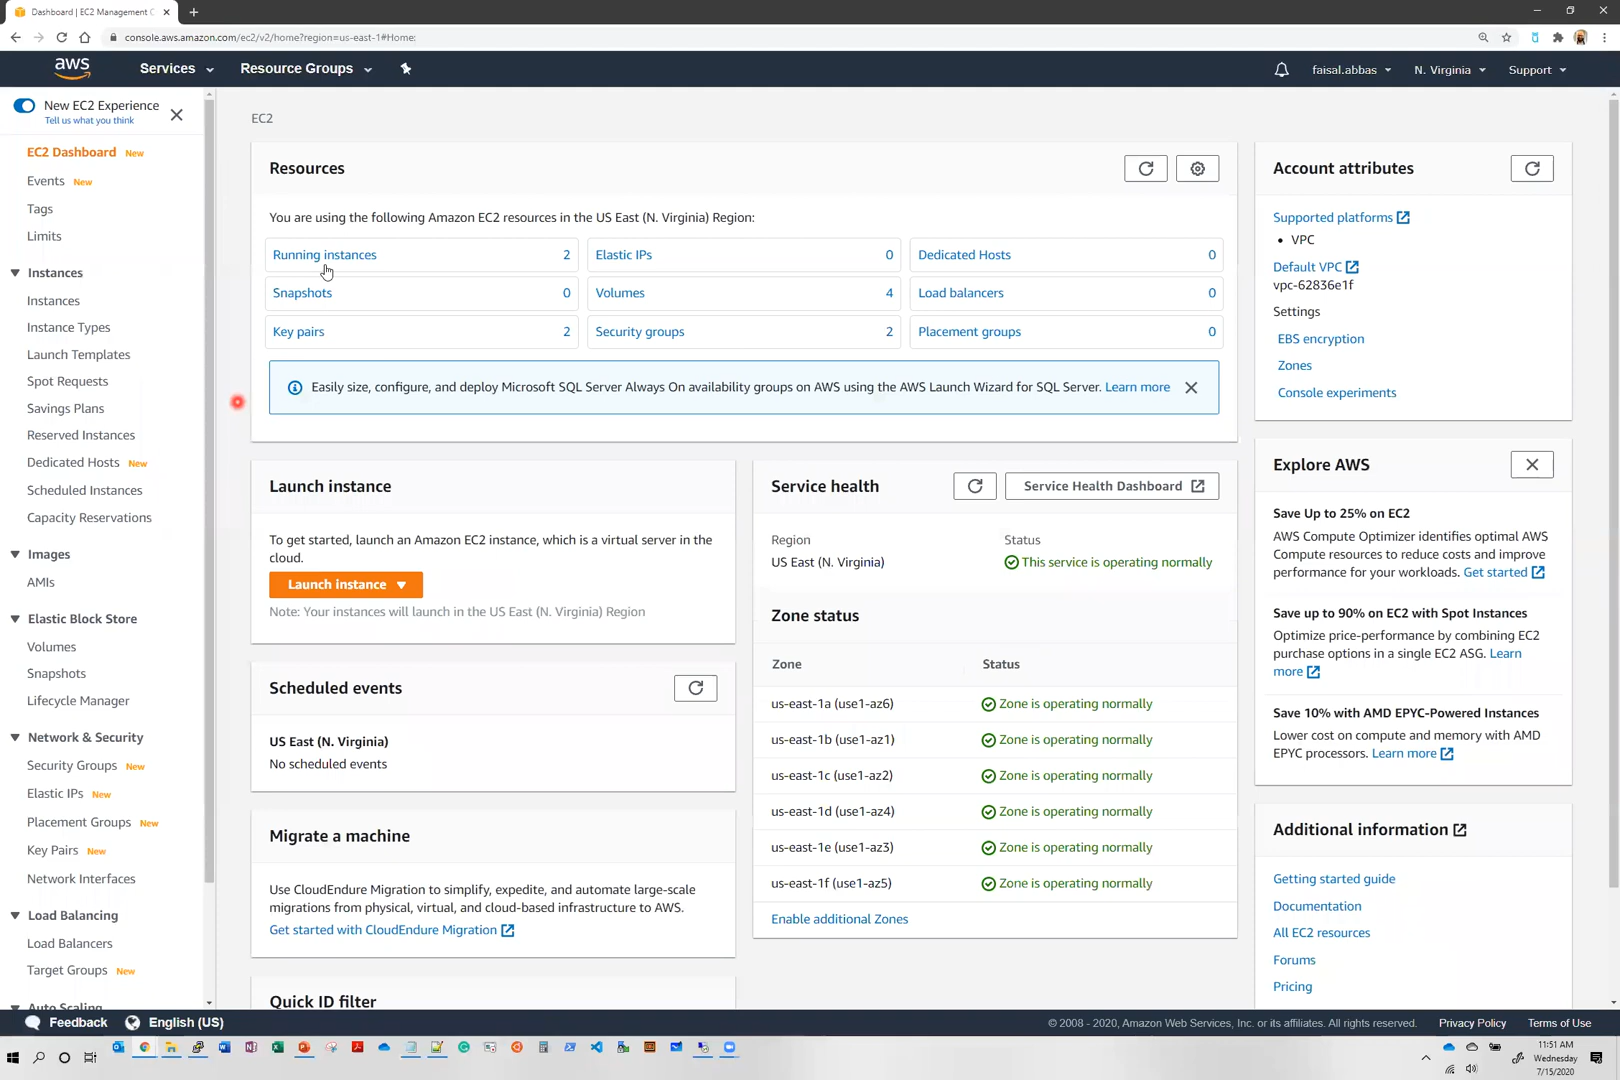 Dashboard | EC2 Management C
console.aws.amazon.com/ec2/v2/home?region=us-east-1#Home:
aws
Services
Resource Groups
faisal.abbas
N. Virginia
Support
New EC2 Experience
Tell us what you think
EC2 Dashboard New
Events New
Tags
Limits
Instances
Instances
Instance Types
Launch Templates
Spot Requests
Savings Plans
Reserved Instances
Dedicated Hosts New
Scheduled Instances
Capacity Reservations
Images
AMIs
Elastic Block Store
Volumes
Snapshots
Lifecycle Manager
Network & Security
Security Groups New
Elastic IPs New
Placement Groups New
Key Pairs New
Network Interfaces
Load Balancing
Load Balancers
Target Groups New
Auto Scaling
EC2
Resources
You are using the following Amazon EC2 resources in the US East (N. Virginia) Region:
Running instances 2
Elastic IPs 0
Dedicated Hosts 0
Snapshots 0
Volumes 4
Load balancers 0
Key pairs 2
Security groups 2
Placement groups 0
Easily size, configure, and deploy Microsoft SQL Server Always On availability groups on AWS using the AWS Launch Wizard for SQL Server. Learn more
Launch instance
To get started, launch an Amazon EC2 instance, which is a virtual server in the
cloud.
Launch instance
Note: Your instances will launch in the US East (N. Virginia) Region
Scheduled events
US East (N. Virginia)
No scheduled events
Migrate a machine
Use CloudEndure Migration to simplify, expedite, and automate large-scale
migrations from physical, virtual, and cloud-based infrastructure to AWS.
Get started with CloudEndure Migration
Quick ID filter
Service health
Service Health Dashboard
Region
Status
US East (N. Virginia)
This service is operating normally
Zone status
Zone
Status
us-east-1a (use1-az6) Zone is operating normally
us-east-1b (use1-az1) Zone is operating normally
us-east-1c (use1-az2) Zone is operating normally
us-east-1d (use1-az4) Zone is operating normally
us-east-1e (use1-az3) Zone is operating normally
us-east-1f (use1-az5) Zone is operating normally
Enable additional Zones
Account attributes
Supported platforms
• VPC
Default VPC
vpc-62836e1f
Settings
EBS encryption
Zones
Console experiments
Explore AWS
Save Up to 25% on EC2
AWS Compute Optimizer identifies optimal AWS
Compute resources to reduce costs and improve
performance for your workloads. Get started
Save up to 90% on EC2 with Spot Instances
Optimize price-performance by combining EC2
purchase options in a single EC2 ASG. Learn
more
Save 10% with AMD EPYC-Powered Instances
Lower cost on compute and memory with AMD
EPYC processors. Learn more
Additional information
Getting started guide
Documentation
All EC2 resources
Forums
Pricing
Feedback
English (US)
© 2008 - 2020, Amazon Web Services, Inc. or its affiliates. All rights reserved.
Privacy Policy
Terms of Use
11:51 AM
Wednesday
7/15/2020